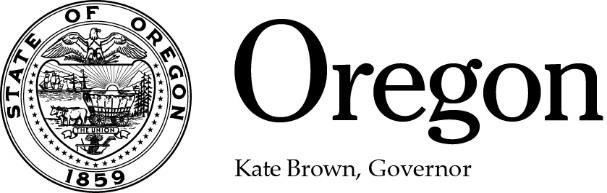 STATE OF OREGON
THE UNION
1859
Oregon
Kate Brown, Governor